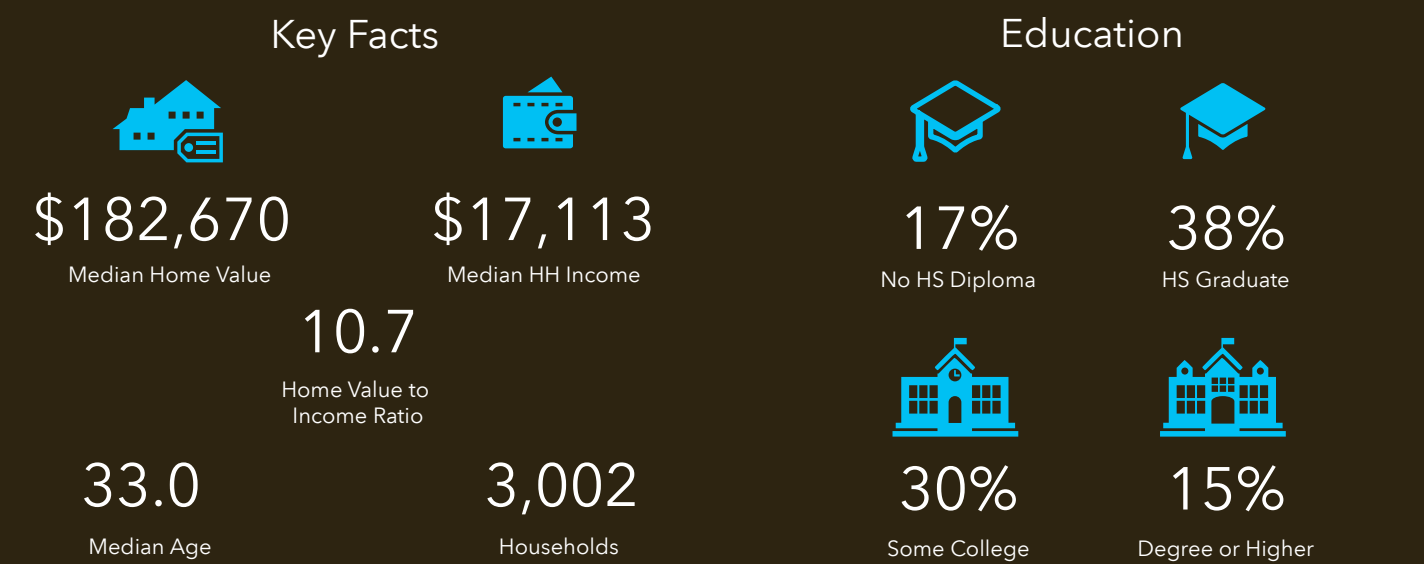 Key Facts
$182,670
Median Home Value
$17,113
Median HH Income
10.7
Home Value to
Income Ratio
33.0
Median Age
3,002
Households
Education
17%
No HS Diploma
38%
HS Graduate
30%
Some College
15%
Degree or Higher